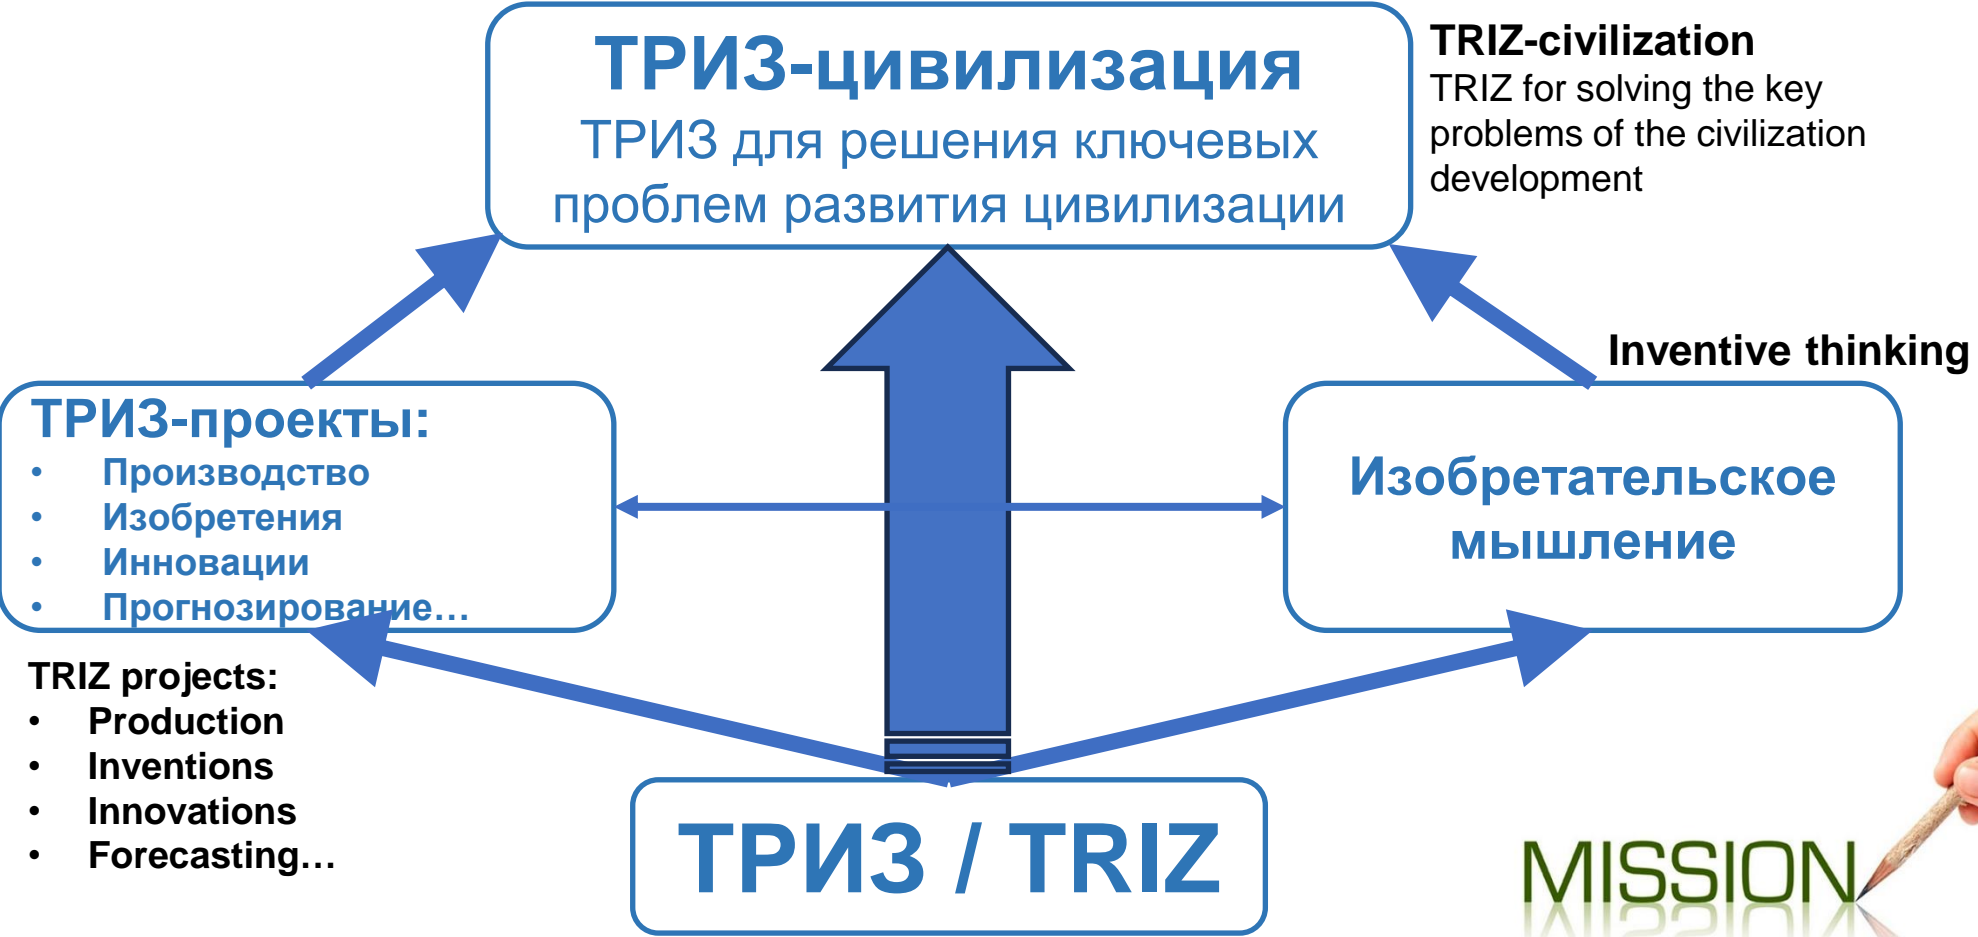 ТРИЗ-цивилизация
ТРИЗ для решения ключевых
проблем развития цивилизации
TRIZ-civilization
TRIZ for solving the key
problems of the civilization
development
Inventive thinking
ТРИЗ-проекты:
• Производство
• Изобретения
• Инновации
• Прогнозирование…
Изобретательское
мышление
TRIZ projects:
• Production
• Inventions
• Innovations
• Forecasting…
ТРИЗ / TRIZ
MISSION